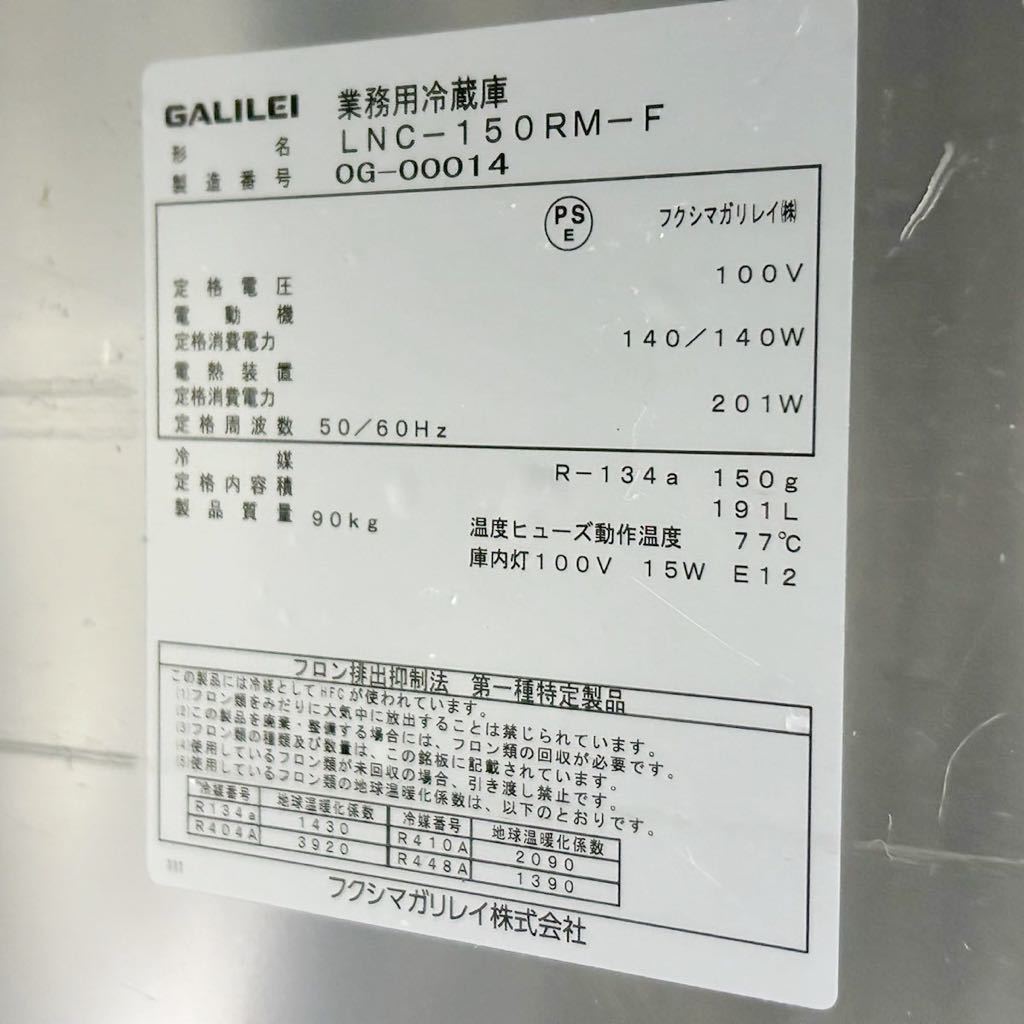 GALILEI 業務用冷蔵庫
形名 LNC-150RM-F
製造番号 0G-00014
PS E フクシマガリレイ㈱
定格電圧 100V
電動機
定格消費電力 140/140W
電熱装置
定格消費電力 201W
定格周波数 50/60Hz
冷媒 R-134a 150g
定格内容積 191L
製品質量 90kg 温度ヒューズ動作温度 77℃
庫内灯100V 15W E12
フロン排出抑制法 第一種特定製品
この製品には冷媒としてHFCが使われています。
(1)フロン類をみだりに大気中に放出することは禁じられています。
(2)この製品を廃棄・整備する場合には、フロン類の回収が必要です。
(3)フロン類の種類及び数量は、この銘板に記載されています。
(4)使用しているフロン類が未回収の場合、引き渡し禁止です。
(5)使用しているフロン類の地球温暖化係数は、以下のとおりです。
冷媒番号 地球温暖化係数 冷媒番号 地球温暖化係数
R134a 1430 R410A 2090
R404A 3920 R448A 1390
フクシマガリレイ株式会社